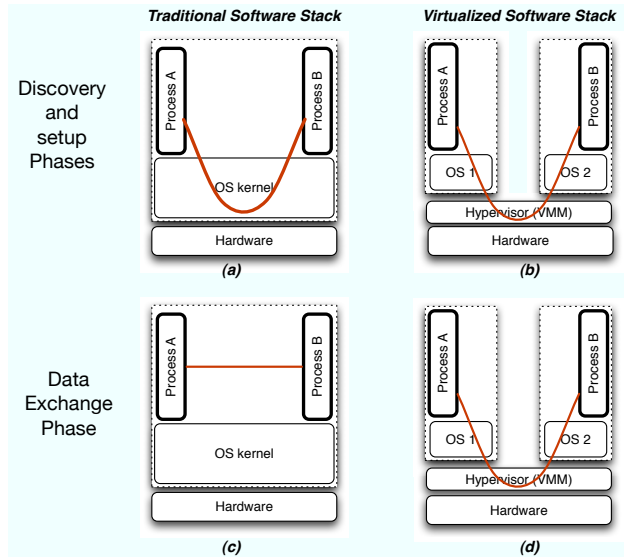 Traditional Software Stack
Virtualized Software Stack
Discovery
and
setup
Phases
Process A
Process B
OS kernel
Hardware
(a)
Process A
Process B
OS 1
OS 2
Hypervisor (VMM)
Hardware
(b)
Data
Exchange
Phase
Process A
Process B
OS kernel
Hardware
(c)
Process A
Process B
OS 1
OS 2
Hypervisor (VMM)
Hardware
(d)